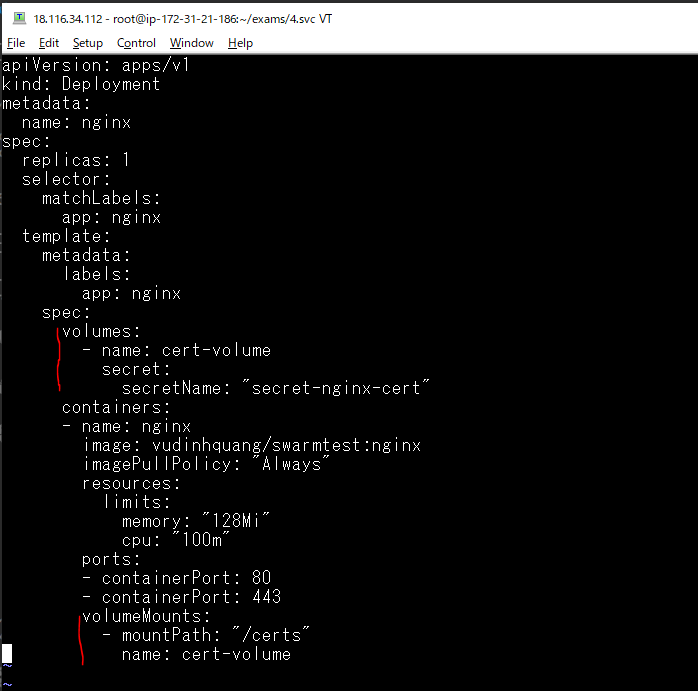 18.116.34.112 - root@ip-172-31-21-186:~/exams/4.svc VT
File Edit Setup Control Window Help
apiVersion: apps/v1
kind: Deployment
metadata:
  name: nginx
spec:
  replicas: 1
  selector:
    matchLabels:
      app: nginx
  template:
    metadata:
      labels:
        app: nginx
    spec:
      volumes:
        - name: cert-volume
          secret:
            secretName: "secret-nginx-cert"
      containers:
      - name: nginx
        image: vudinhquang/swarmtest:nginx
        imagePullPolicy: "Always"
        resources:
          limits:
            memory: "128Mi"
            cpu: "100m"
        ports:
        - containerPort: 80
        - containerPort: 443
        volumeMounts:
          - mountPath: "/certs"
            name: cert-volume
~
~